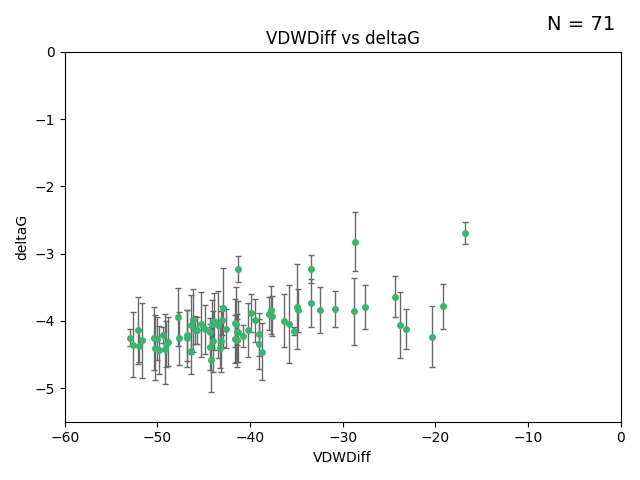 N = 71
VDWDiff vs deltaG
0
−1
−2
−3
−4
−5
deltaG
−60 −50 −40 −30 −20 −10 0
VDWDiff